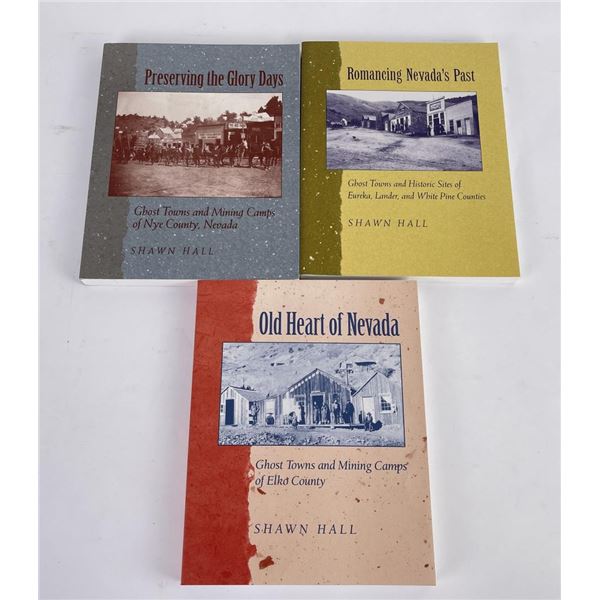 Preserving the Glory Days
Ghost Towns and Mining Camps
of Nye County, Nevada
SHAWN HALL
Romancing Nevada's Past
Ghost Towns and Historic Sites of
Eureka, Lander, and White Pine Counties
SHAWN HALL
Old Heart of Nevada
Ghost Towns and Mining Camps
of Elko County
SHAWN HALL